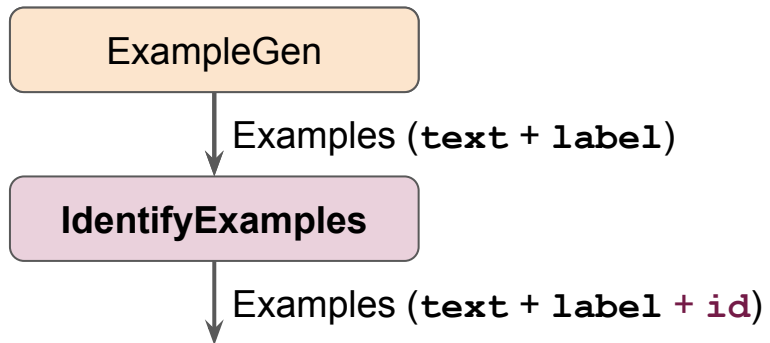 ExampleGen
Examples (text + label)
IdentifyExamples
Examples (text + label + id)